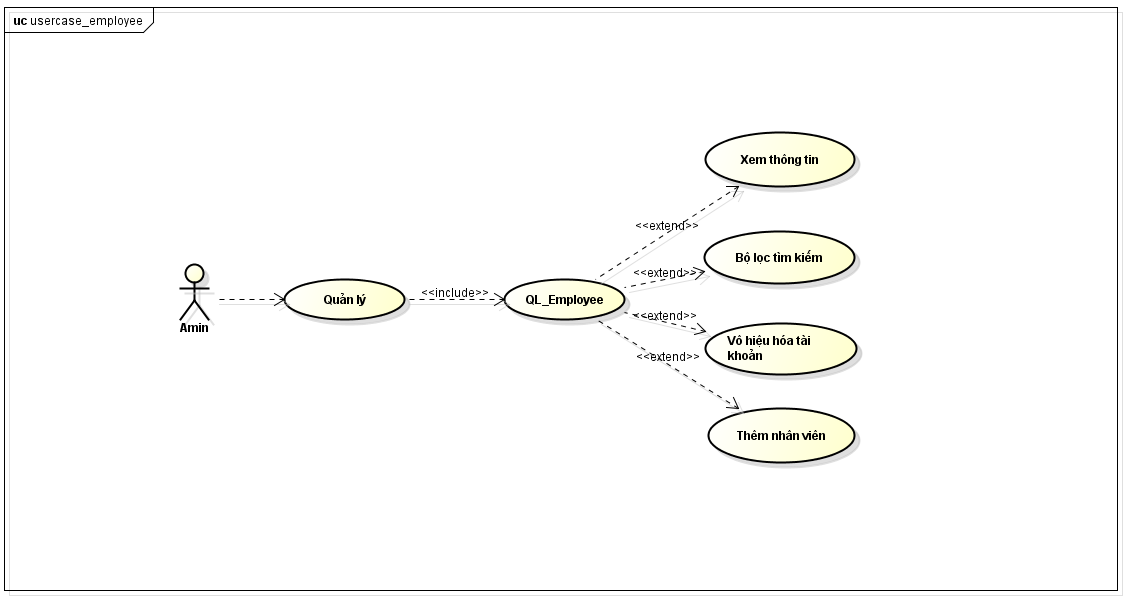 uc usercase_employee
Xem thông tin
<<extend>>
Bộ lọc tìm kiếm
<<extend>>
<<include>>
Quản lý
QL_Employee
<<extend>>
Amin
Vô hiệu hóa tài
khoản
<<extend>>
Thêm nhân viên